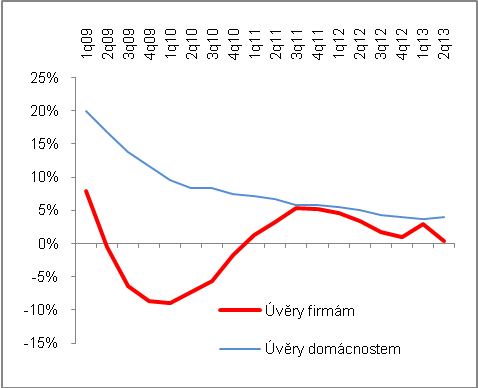 1q09
2q09
3q09
4q09
1q10
2q10
3q10
4q10
1q11
2q11
3q11
4q11
1q12
2q12
3q12
4q12
1q13
2q13
25%
20%
15%
10%
5%
0%
-5%
-10%
-15%
Úvěry firmám
Úvěry domácnostem